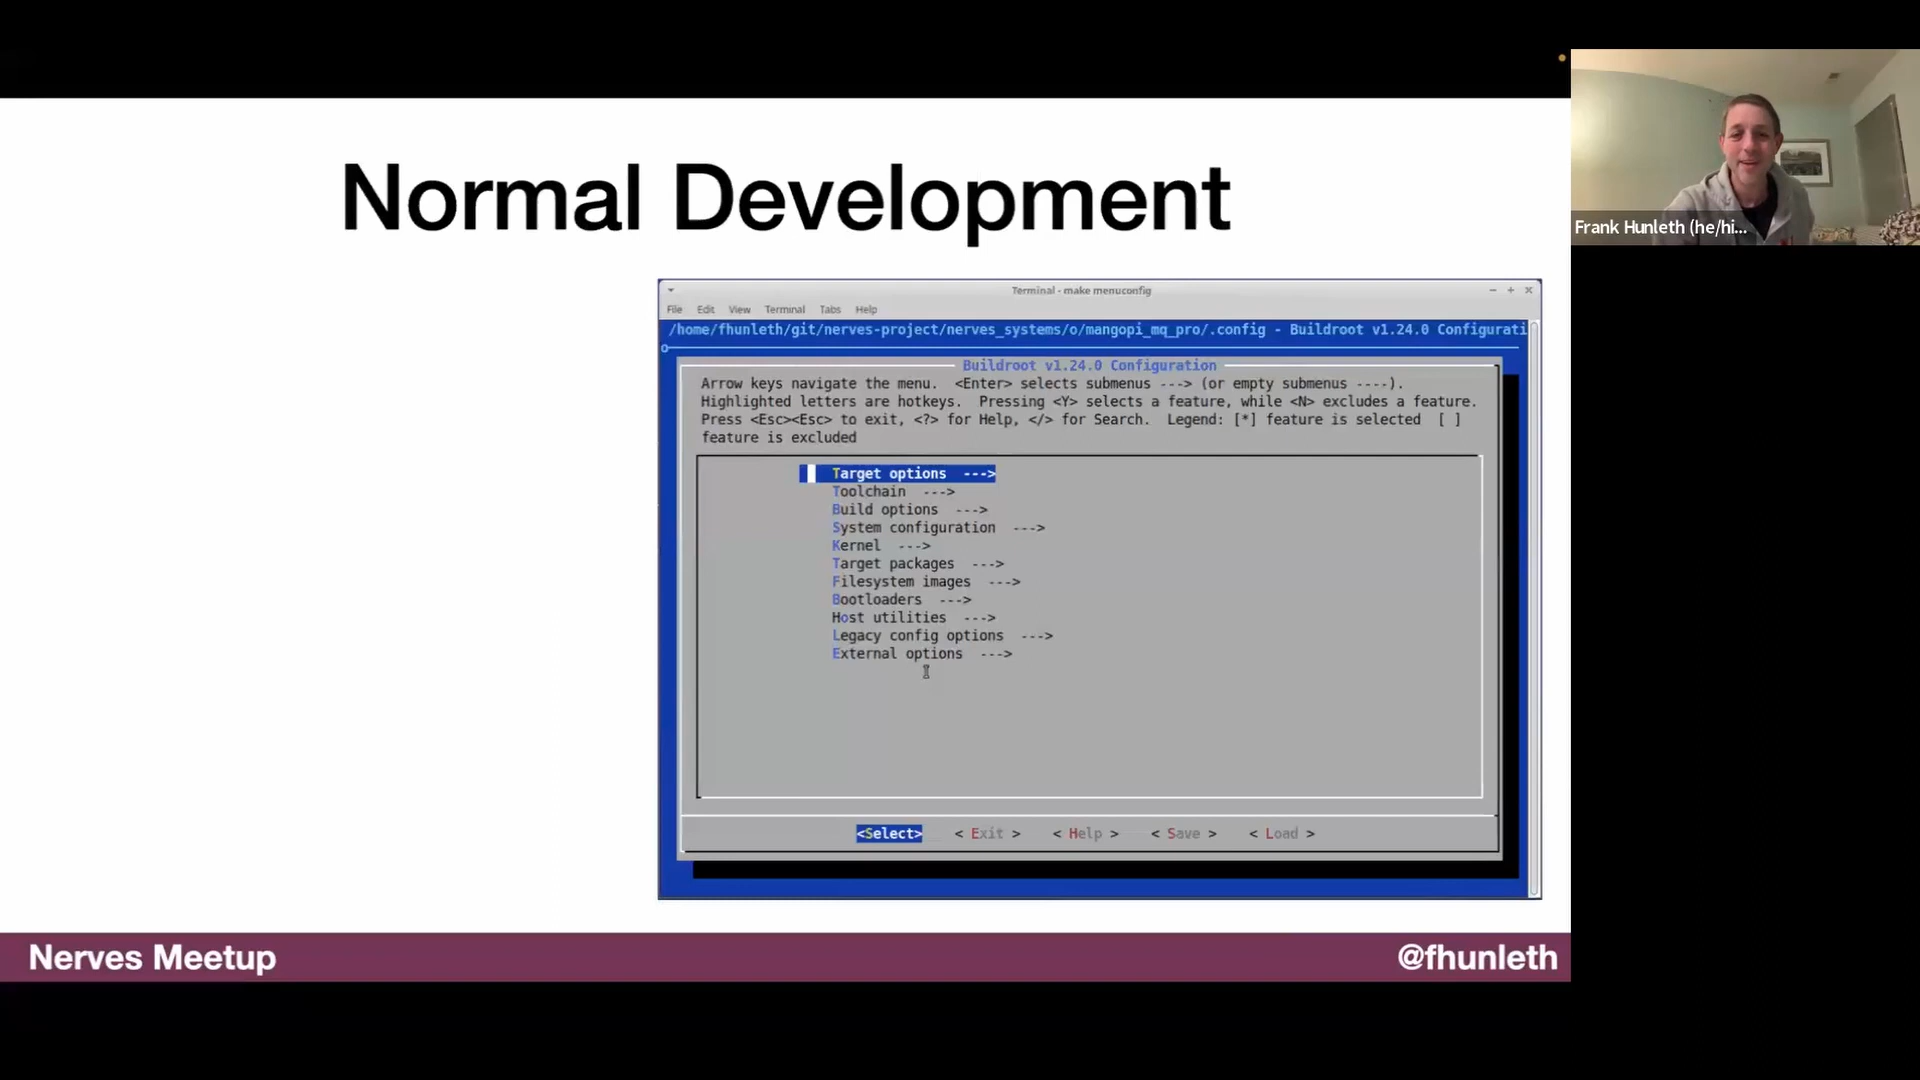 Normal Development
Terminal - make menuconfig
File Edit View Terminal Tabs Help
/home/fhunleth/git/nerves-project/nerves_systems/o/mangopi_mq_pro/.config - Buildroot v1.24.0 Configurati
o
Buildroot v1.24.0 Configuration
Arrow keys navigate the menu. <Enter> selects submenus ---> (or empty submenus ----).
Highlighted letters are hotkeys. Pressing <Y> selects a feature, while <N> excludes a feature.
Press <Esc><Esc> to exit, <?> for Help, </> for Search. Legend: [*] feature is selected [ ]
feature is excluded
Target options --->
Toolchain --->
Build options --->
System configuration --->
Kernel --->
Target packages --->
Filesystem images --->
Bootloaders --->
Host utilities --->
Legacy config options --->
External options --->
<Select> < Exit > < Help > < Save > < Load >
Nerves Meetup
@fhunleth
Frank Hunleth (he/hi...